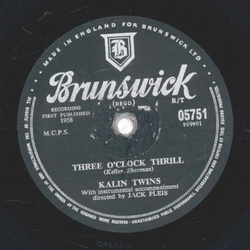 MADE IN ENGLAND FOR BRUNSWICK LTD
B
Brunswick
(REGD)
R/T
RECORDING
FIRST PUBLISHED
1958
M.C.P.S.
05751
THREE O'CLOCK THRILL
(Keller, Sherman)
KALIN TWINS
With instrumental accompaniment
directed by JACK PLEIS